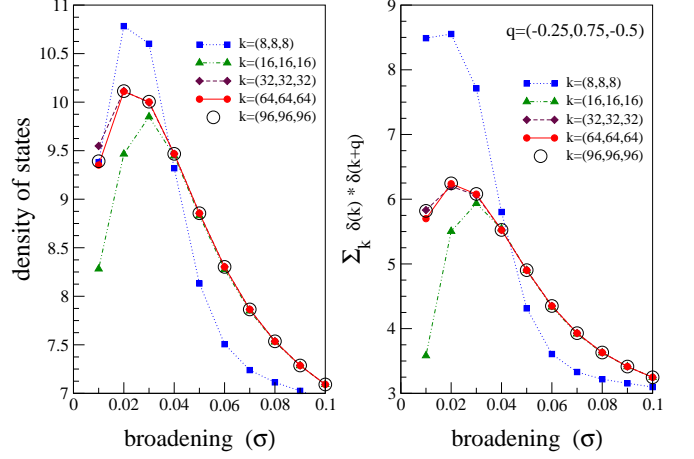 11
10.5
10
9.5
9
8.5
8
7.5
7
0
0.02
0.04
0.06
0.08
0.1
density of states
broadening (σ)
k=(8,8,8)
k=(16,16,16)
k=(32,32,32)
k=(64,64,64)
k=(96,96,96)
9
8
7
6
5
4
3
0
0.02
0.04
0.06
0.08
0.1
Σk δ(k) * δ(k+q)
broadening (σ)
q=(-0.25,0.75,-0.5)
k=(8,8,8)
k=(16,16,16)
k=(32,32,32)
k=(64,64,64)
k=(96,96,96)